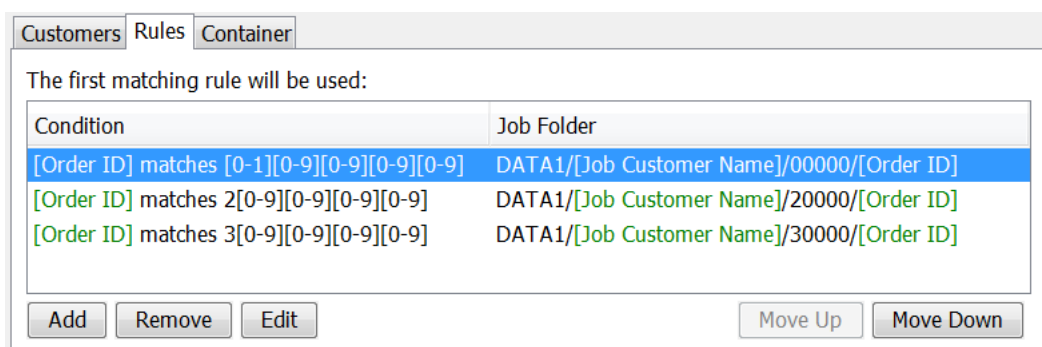 Customers Rules Container
The first matching rule will be used:
Condition Job Folder
[Order ID] matches [0-1][0-9][0-9][0-9][0-9] DATA1/[Job Customer Name]/00000/[Order ID]
[Order ID] matches 2[0-9][0-9][0-9][0-9] DATA1/[Job Customer Name]/20000/[Order ID]
[Order ID] matches 3[0-9][0-9][0-9][0-9] DATA1/[Job Customer Name]/30000/[Order ID]
Add Remove Edit Move Up Move Down